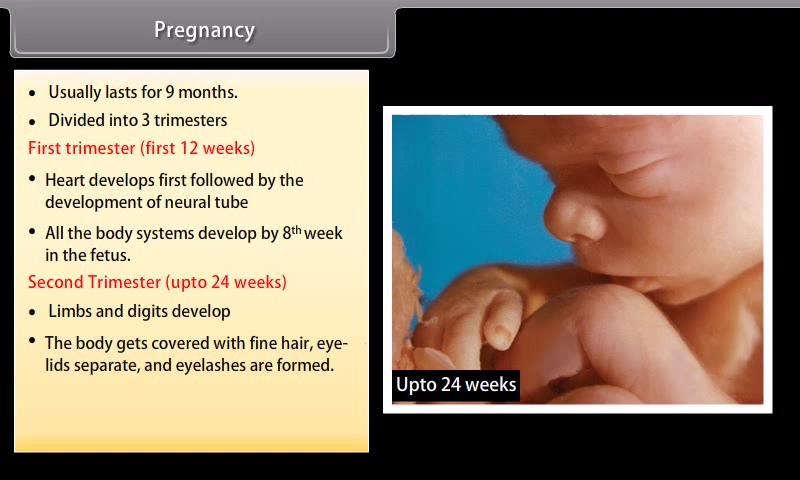 Pregnancy
• Usually lasts for 9 months.
• Divided into 3 trimesters
First trimester (first 12 weeks)
• Heart develops first followed by the
development of neural tube
• All the body systems develop by 8th week
in the fetus.
Second Trimester (upto 24 weeks)
• Limbs and digits develop
• The body gets covered with fine hair, eye-
lids separate, and eyelashes are formed.
Upto 24 weeks